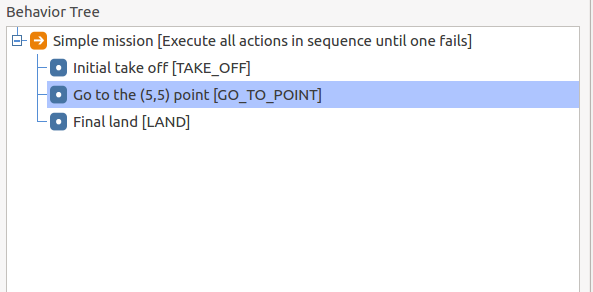 Behavior Tree
Simple mission [Execute all actions in sequence until one fails]
Initial take off [TAKE_OFF]
Go to the (5,5) point [GO_TO_POINT]
Final land [LAND]